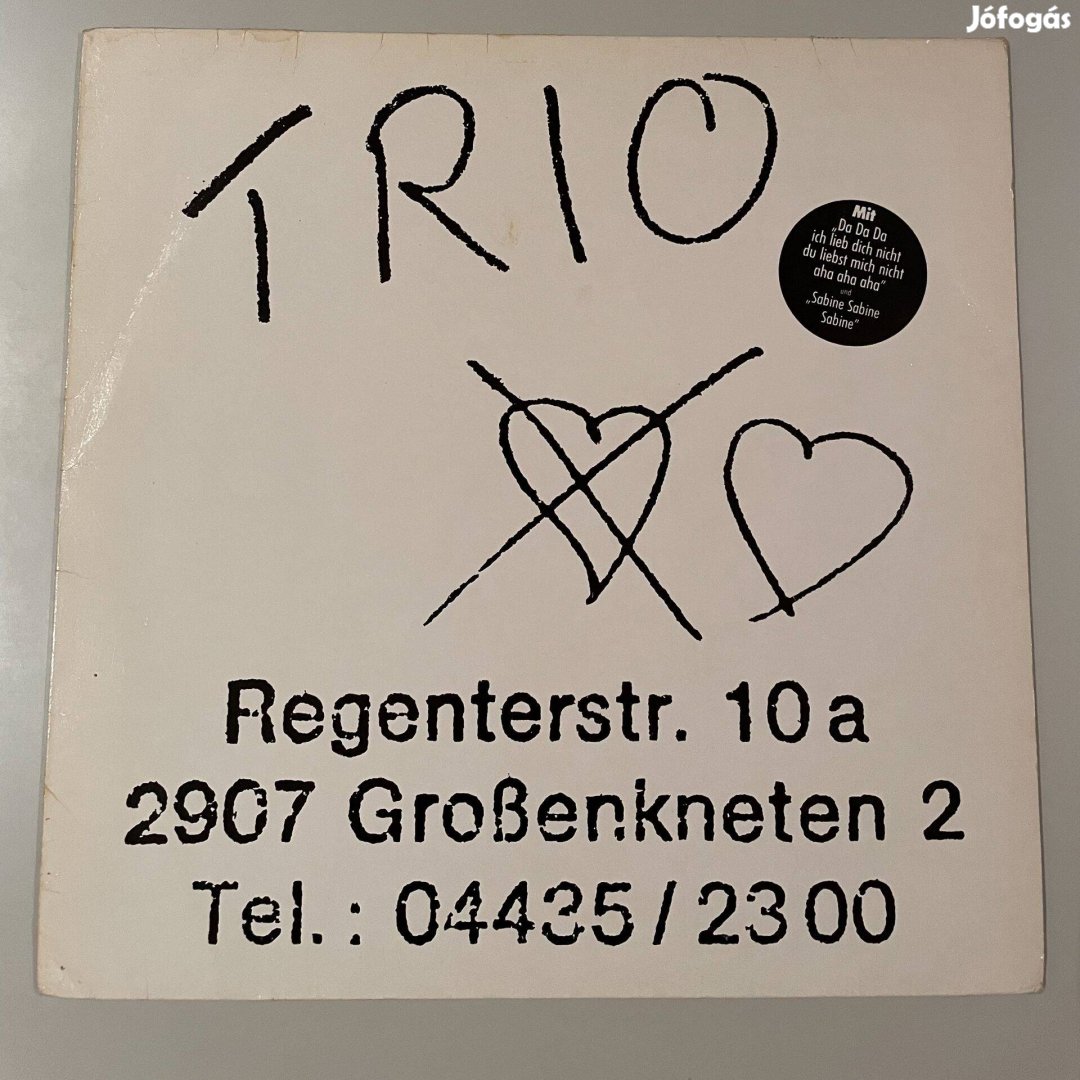 Jófogás
TRIO
Mit
„Da Da Da
ich lieb dich nicht
du liebst mich nicht
aha aha aha“
und
„Sabine Sabine
Sabine“
Regenterstr. 10 a
2907 Großenkneten 2
Tel.: 04435/2300